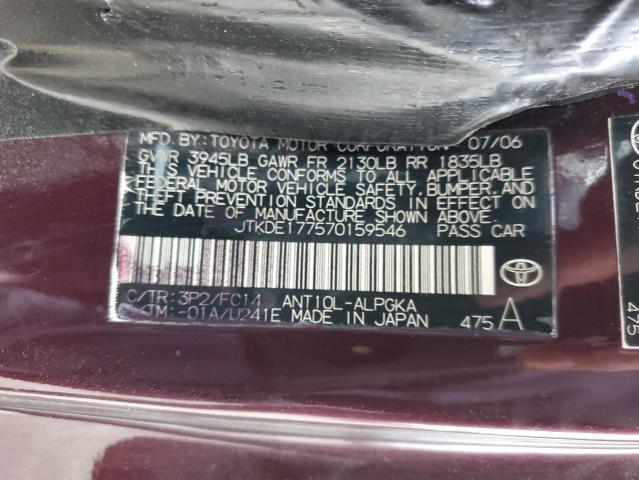 MFD. BY: TOYOTA MOTOR CORPORATION 07/06
GVWR 3945LB GAWR FR 2130LB RR 1835LB
THIS VEHICLE CONFORMS TO ALL APPLICABLE
FEDERAL MOTOR VEHICLE SAFETY, BUMPER, AND
THEFT PREVENTION STANDARDS IN EFFECT ON
THE DATE OF MANUFACTURE SHOWN ABOVE.
JTKDE177570159546 PASS CAR
C/TR: 3P2/FC14 ANT10L-ALPGKA
A/TM: -01A/U241E MADE IN JAPAN 475 A
475